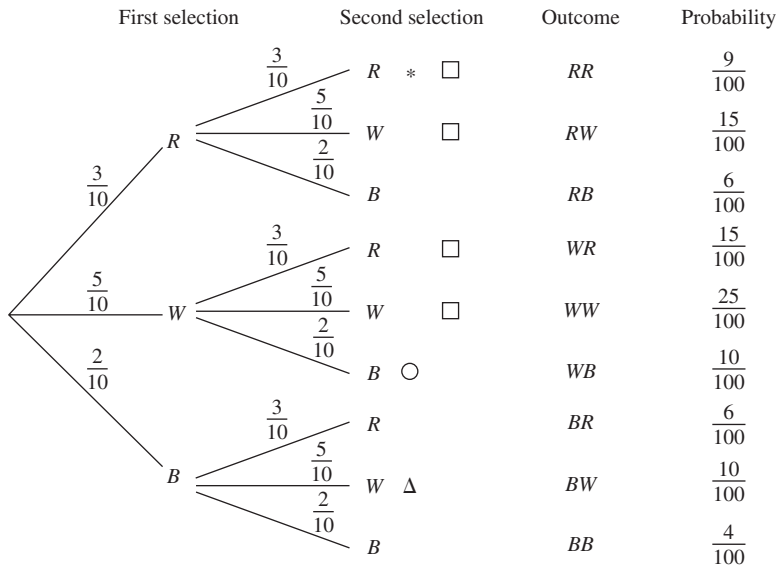 First selection Second selection Outcome Probability
3/10 R * □ RR 9/100
5/10 W □ RW 15/100
R
2/10 B RB 6/100
3/10
3/10 R □ WR 15/100
5/10 W 5/10 W □ WW 25/100
2/10 B ○ WB 10/100
2/10
3/10 R BR 6/100
B 5/10 W Δ BW 10/100
2/10 B BB 4/100